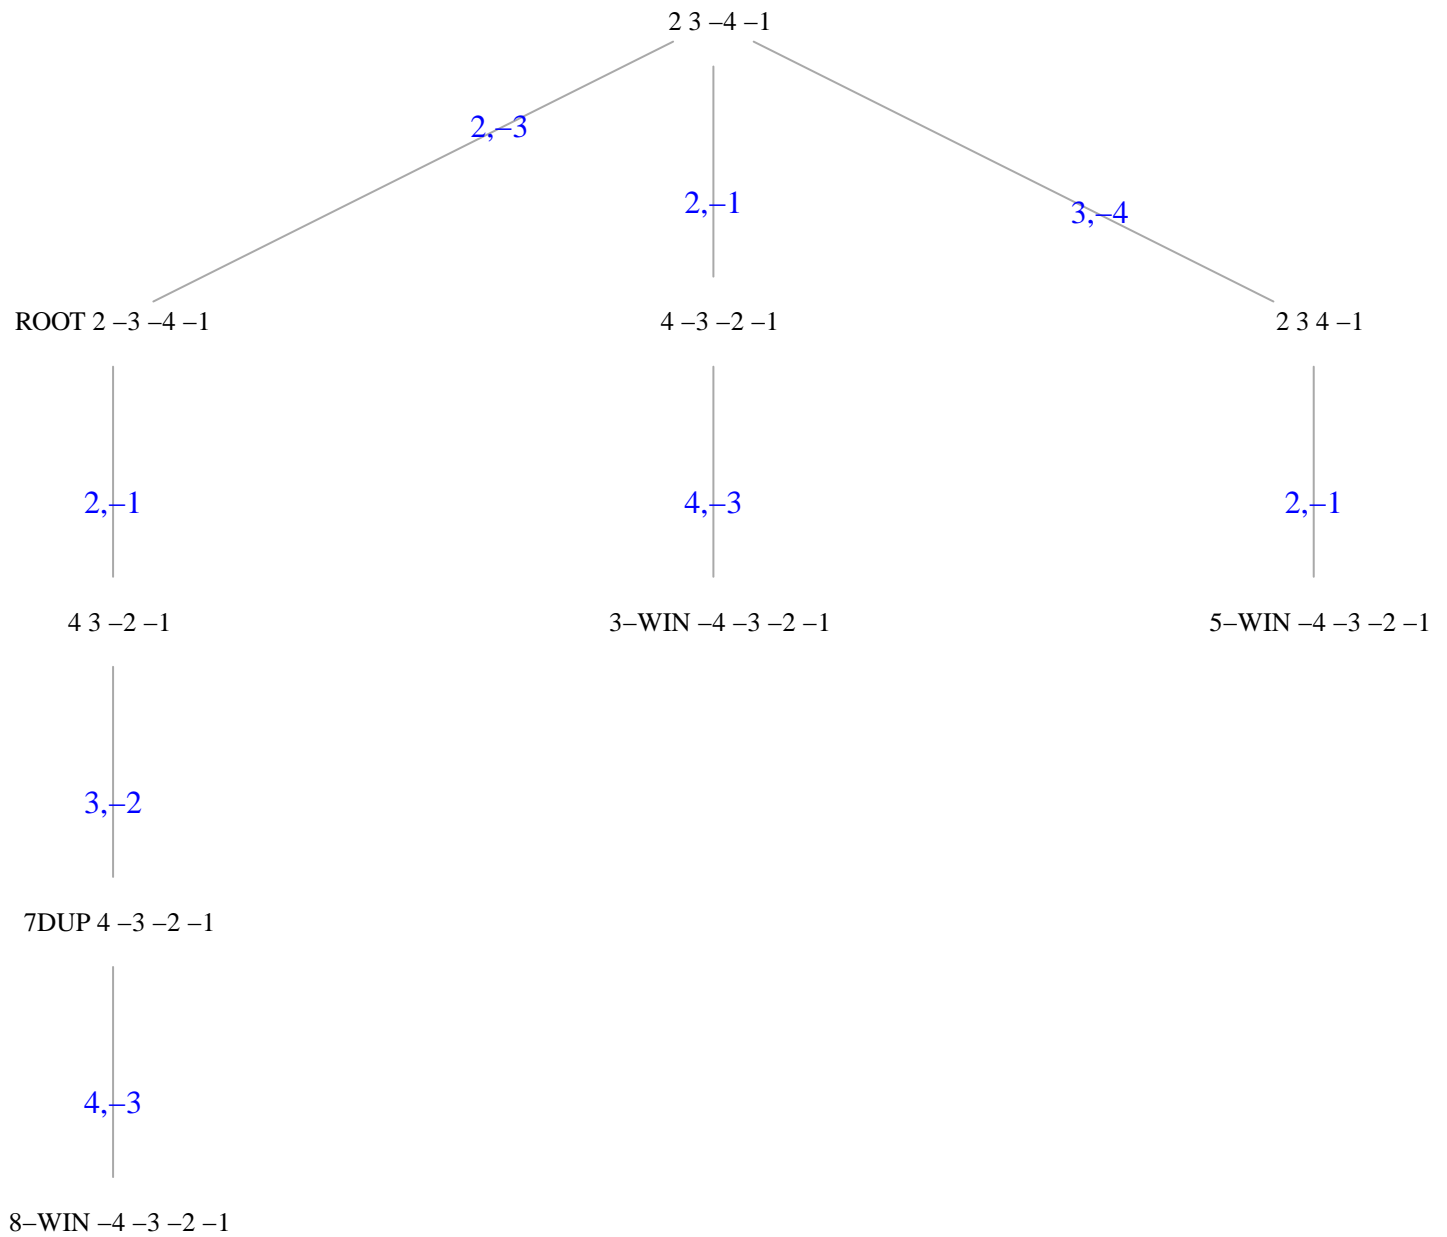 2 3 –4 –1
2,–3
2,–1
3,–4
ROOT 2 –3 –4 –1
4 –3 –2 –1
2 3 4 –1
2,–1
4,–3
2,–1
4 3 –2 –1
3–WIN –4 –3 –2 –1
5–WIN –4 –3 –2 –1
3,–2
7DUP 4 –3 –2 –1
4,–3
8–WIN –4 –3 –2 –1